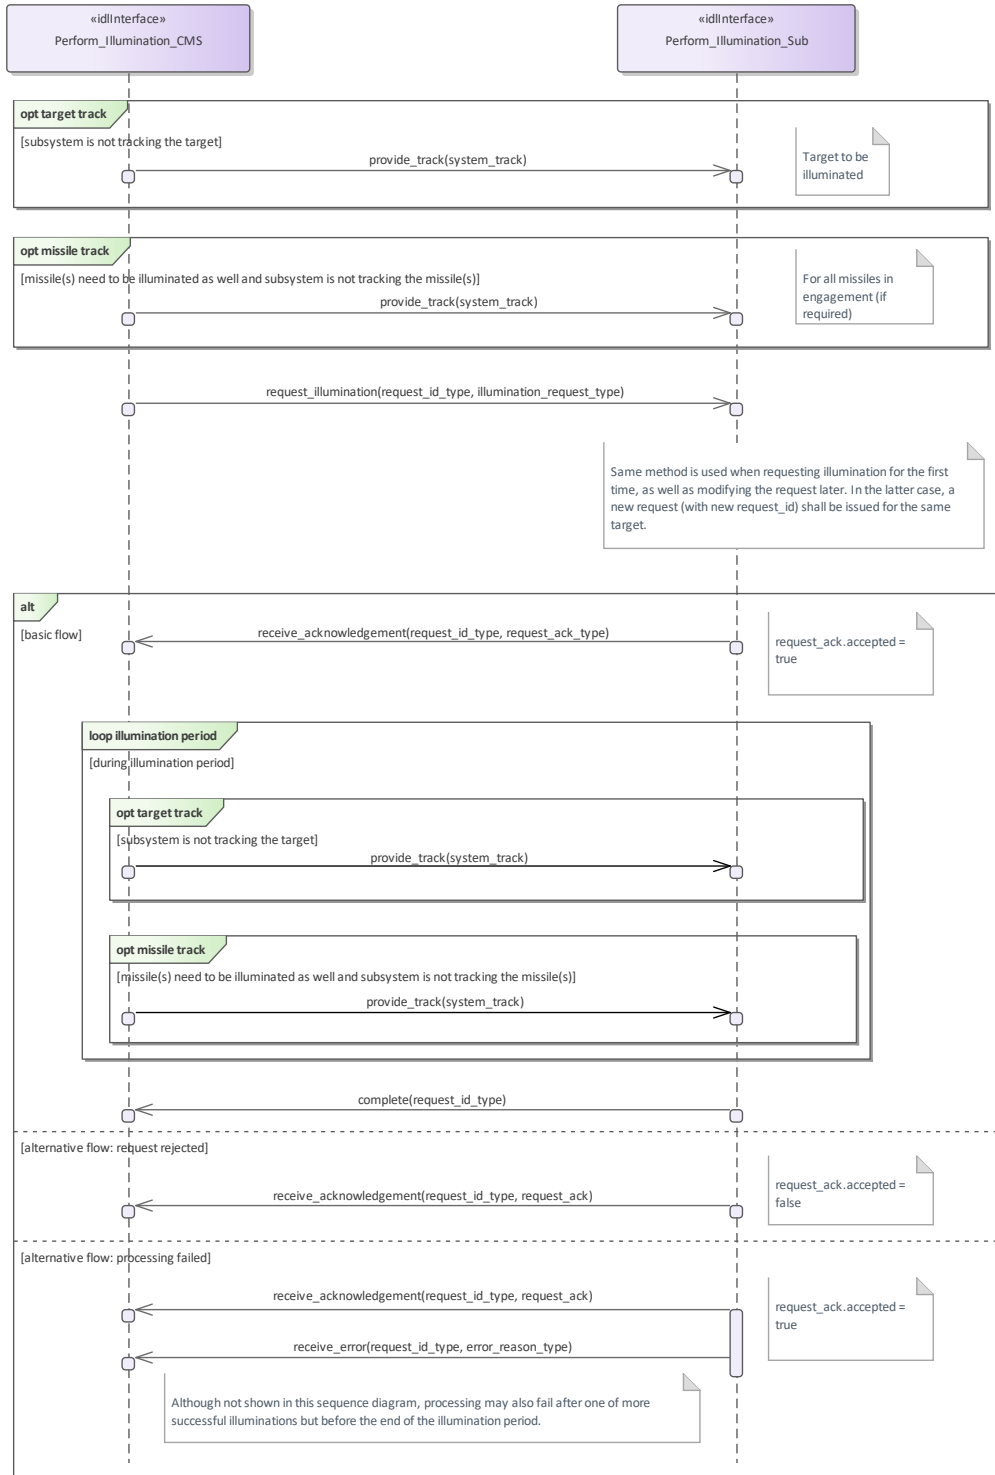 «idlInterface»
Perform_Illumination_CMS
«idlInterface»
Perform_Illumination_Sub
opt target track
[subsystem is not tracking the target]
provide_track(system_track)
Target to be
illuminated
opt missile track
[missile(s) need to be illuminated as well and subsystem is not tracking the missile(s)]
provide_track(system_track)
For all missiles in
engagement (if
required)
request_illumination(request_id_type, illumination_request_type)
Same method is used when requesting illumination for the first
time, as well as modifying the request later. In the latter case, a
new request (with new request_id) shall be issued for the same
target.
alt
[basic flow]
receive_acknowledgement(request_id_type, request_ack_type)
request_ack.accepted =
true
loop illumination period
[during illumination period]
opt target track
[subsystem is not tracking the target]
provide_track(system_track)
opt missile track
[missile(s) need to be illuminated as well and subsystem is not tracking the missile(s)]
provide_track(system_track)
complete(request_id_type)
[alternative flow: request rejected]
receive_acknowledgement(request_id_type, request_ack)
request_ack.accepted =
false
[alternative flow: processing failed]
receive_acknowledgement(request_id_type, request_ack)
request_ack.accepted =
true
receive_error(request_id_type, error_reason_type)
Although not shown in this sequence diagram, processing may also fail after one of more
successful illuminations but before the end of the illumination period.